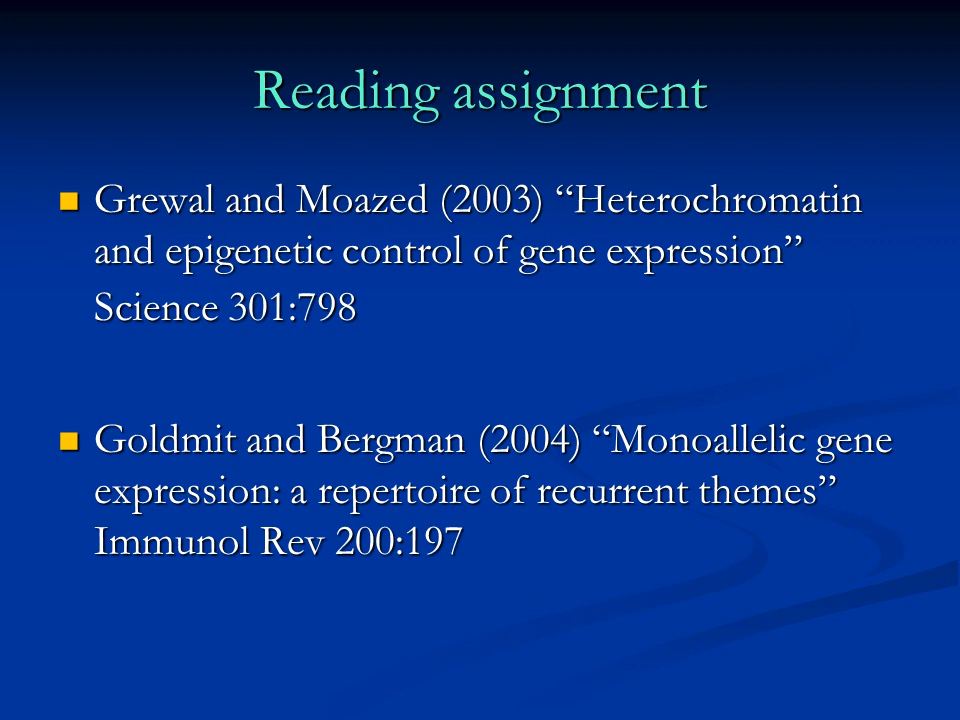 Reading assignment
Grewal and Moazed (2003) “Heterochromatin
and epigenetic control of gene expression”
Science 301:798
Goldmit and Bergman (2004) “Monoallelic gene
expression: a repertoire of recurrent themes”
Immunol Rev 200:197